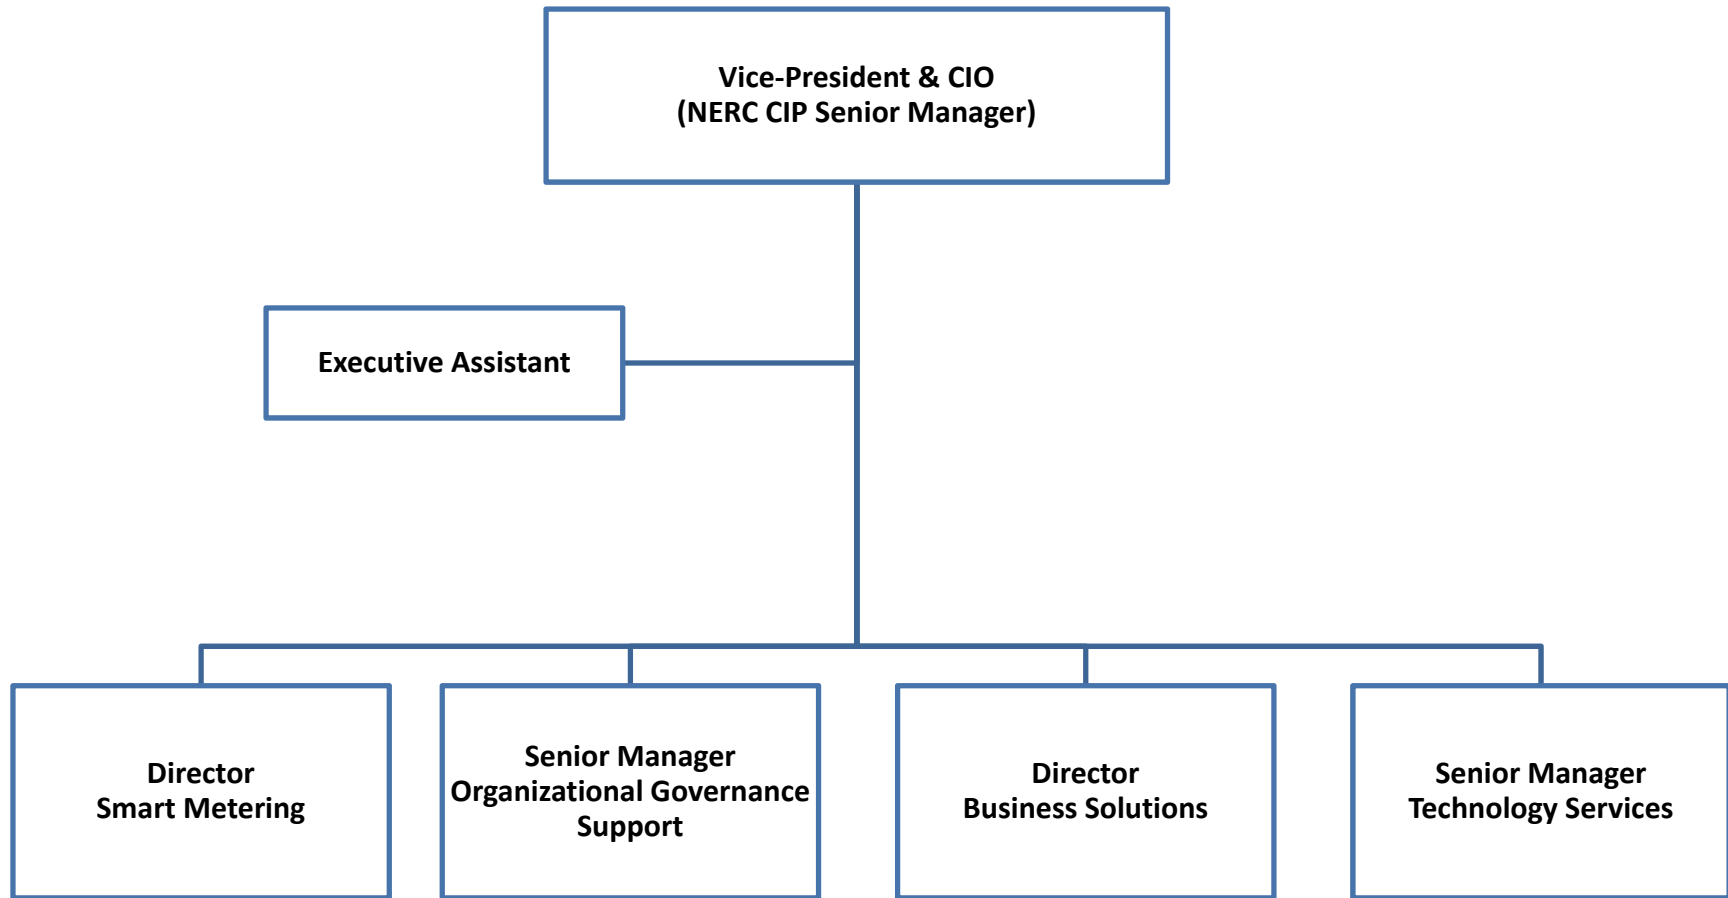 Vice-President & CIO
(NERC CIP Senior Manager)
Executive Assistant
Director
Smart Metering
Senior Manager
Organizational Governance
Support
Director
Business Solutions
Senior Manager
Technology Services